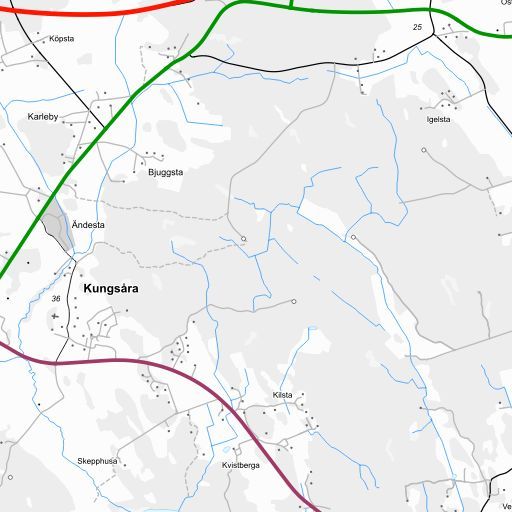 Köpsta
25
Karleby
Igelsta
Bjuggsta
Ändesta
Kungsåra
36
Kilsta
Skepphusa
Kvistberga